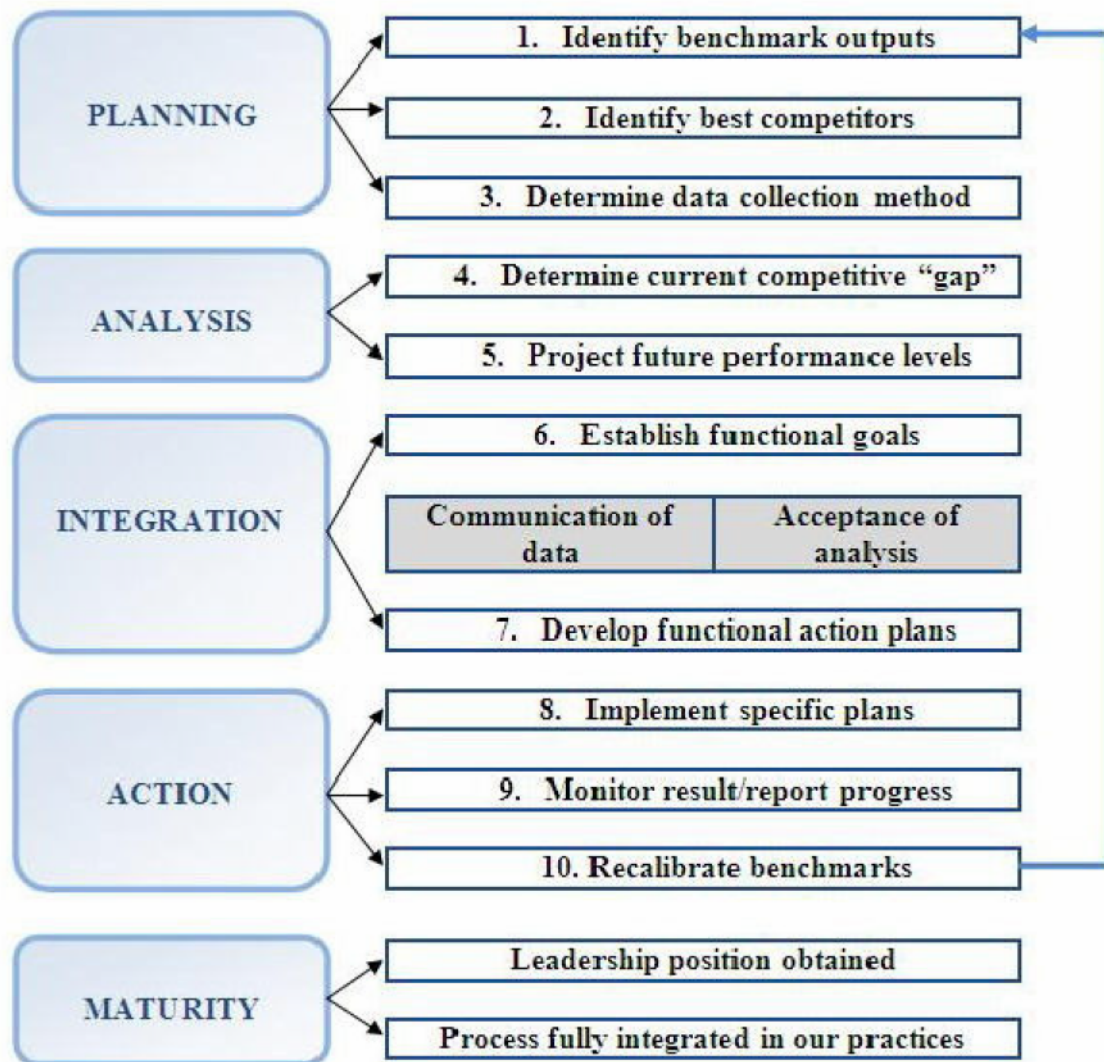 PLANNING
1. Identify benchmark outputs
2. Identify best competitors
3. Determine data collection method
ANALYSIS
4. Determine current competitive “gap”
5. Project future performance levels
INTEGRATION
6. Establish functional goals
Communication of
data
Acceptance of
analysis
7. Develop functional action plans
ACTION
8. Implement specific plans
9. Monitor result/report progress
10. Recalibrate benchmarks
MATURITY
Leadership position obtained
Process fully integrated in our practices